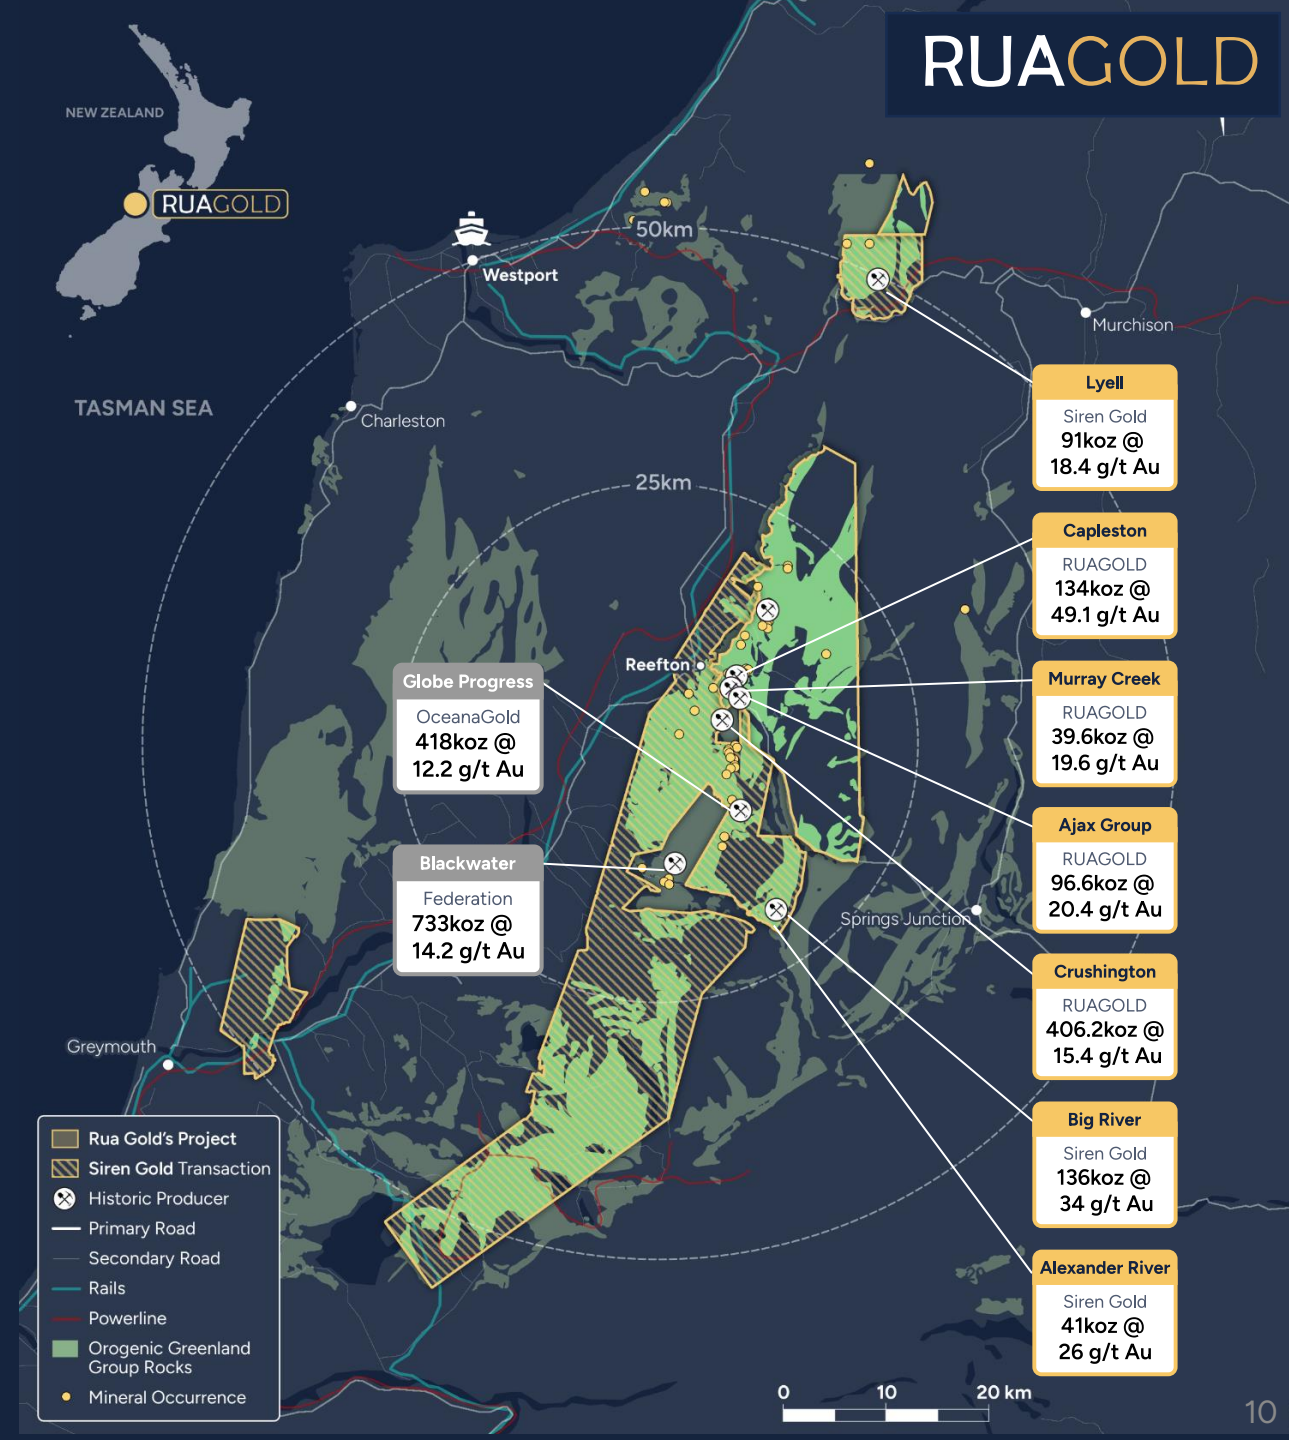 RUAGOLD
NEW ZEALAND
RUAGOLD
50km
Westport
Murchison
TASMAN SEA
Charleston
25km
Lyell
Siren Gold
91koz @
18.4 g/t Au
Capleston
RUAGOLD
134koz @
49.1 g/t Au
Reefton
Globe Progress
OceanaGold
418koz @
12.2 g/t Au
Murray Creek
RUAGOLD
39.6koz @
19.6 g/t Au
Blackwater
Federation
733koz @
14.2 g/t Au
Ajax Group
RUAGOLD
96.6koz @
20.4 g/t Au
Springs Junction
Crushington
RUAGOLD
406.2koz @
15.4 g/t Au
Greymouth
Big River
Siren Gold
136koz @
34 g/t Au
Alexander River
Siren Gold
41koz @
26 g/t Au
Rua Gold's Project
Siren Gold Transaction
Historic Producer
Primary Road
Secondary Road
Rails
Powerline
Orogenic Greenland
Group Rocks
Mineral Occurrence
0 10 20 km
10